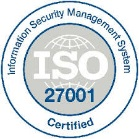 Information Security Management System
ISO
27001
Certified